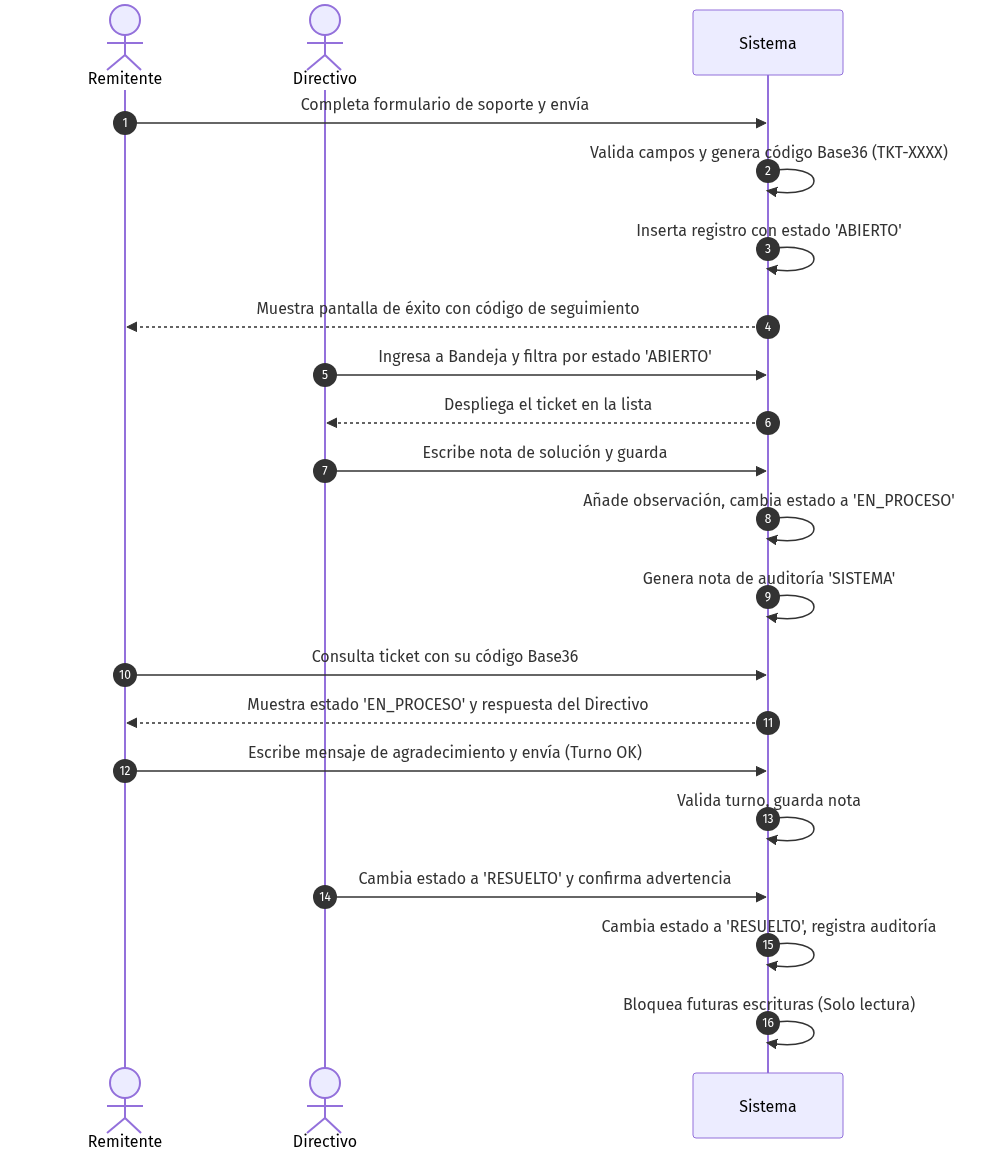 Remitente
Directivo
Sistema
Completa formulario de soporte y envía
1
Valida campos y genera código Base36 (TKT-XXXX)
2
Inserta registro con estado 'ABIERTO'
3
Muestra pantalla de éxito con código de seguimiento
4
Ingresa a Bandeja y filtra por estado 'ABIERTO'
5
Despliega el ticket en la lista
6
Escribe nota de solución y guarda
7
Añade observación, cambia estado a 'EN_PROCESO'
8
Genera nota de auditoría 'SISTEMA'
9
Consulta ticket con su código Base36
10
Muestra estado 'EN_PROCESO' y respuesta del Directivo
11
Escribe mensaje de agradecimiento y envía (Turno OK)
12
Valida turno, guarda nota
13
Cambia estado a 'RESUELTO' y confirma advertencia
14
Cambia estado a 'RESUELTO', registra auditoría
15
Bloquea futuras escrituras (Solo lectura)
16
Remitente
Directivo
Sistema